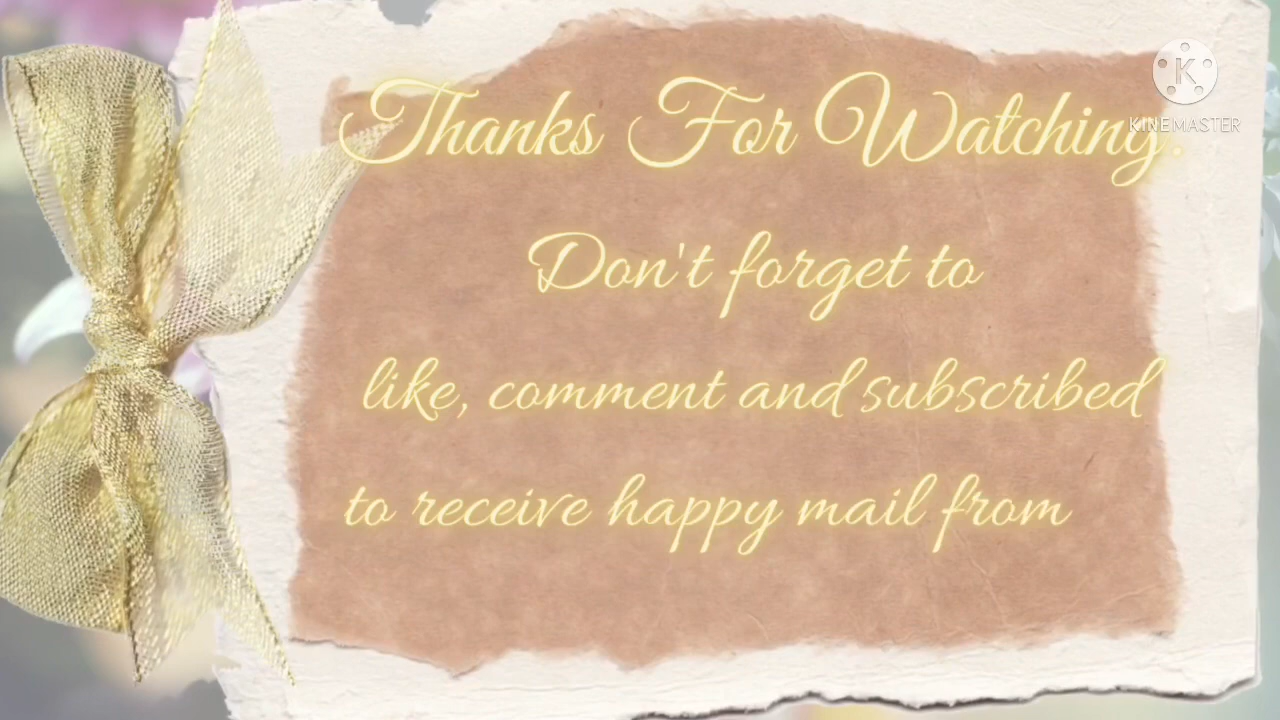 Thanks For Watching.
KINEMASTER
Don't forget to
like, comment and subscribed
to receive happy mail from